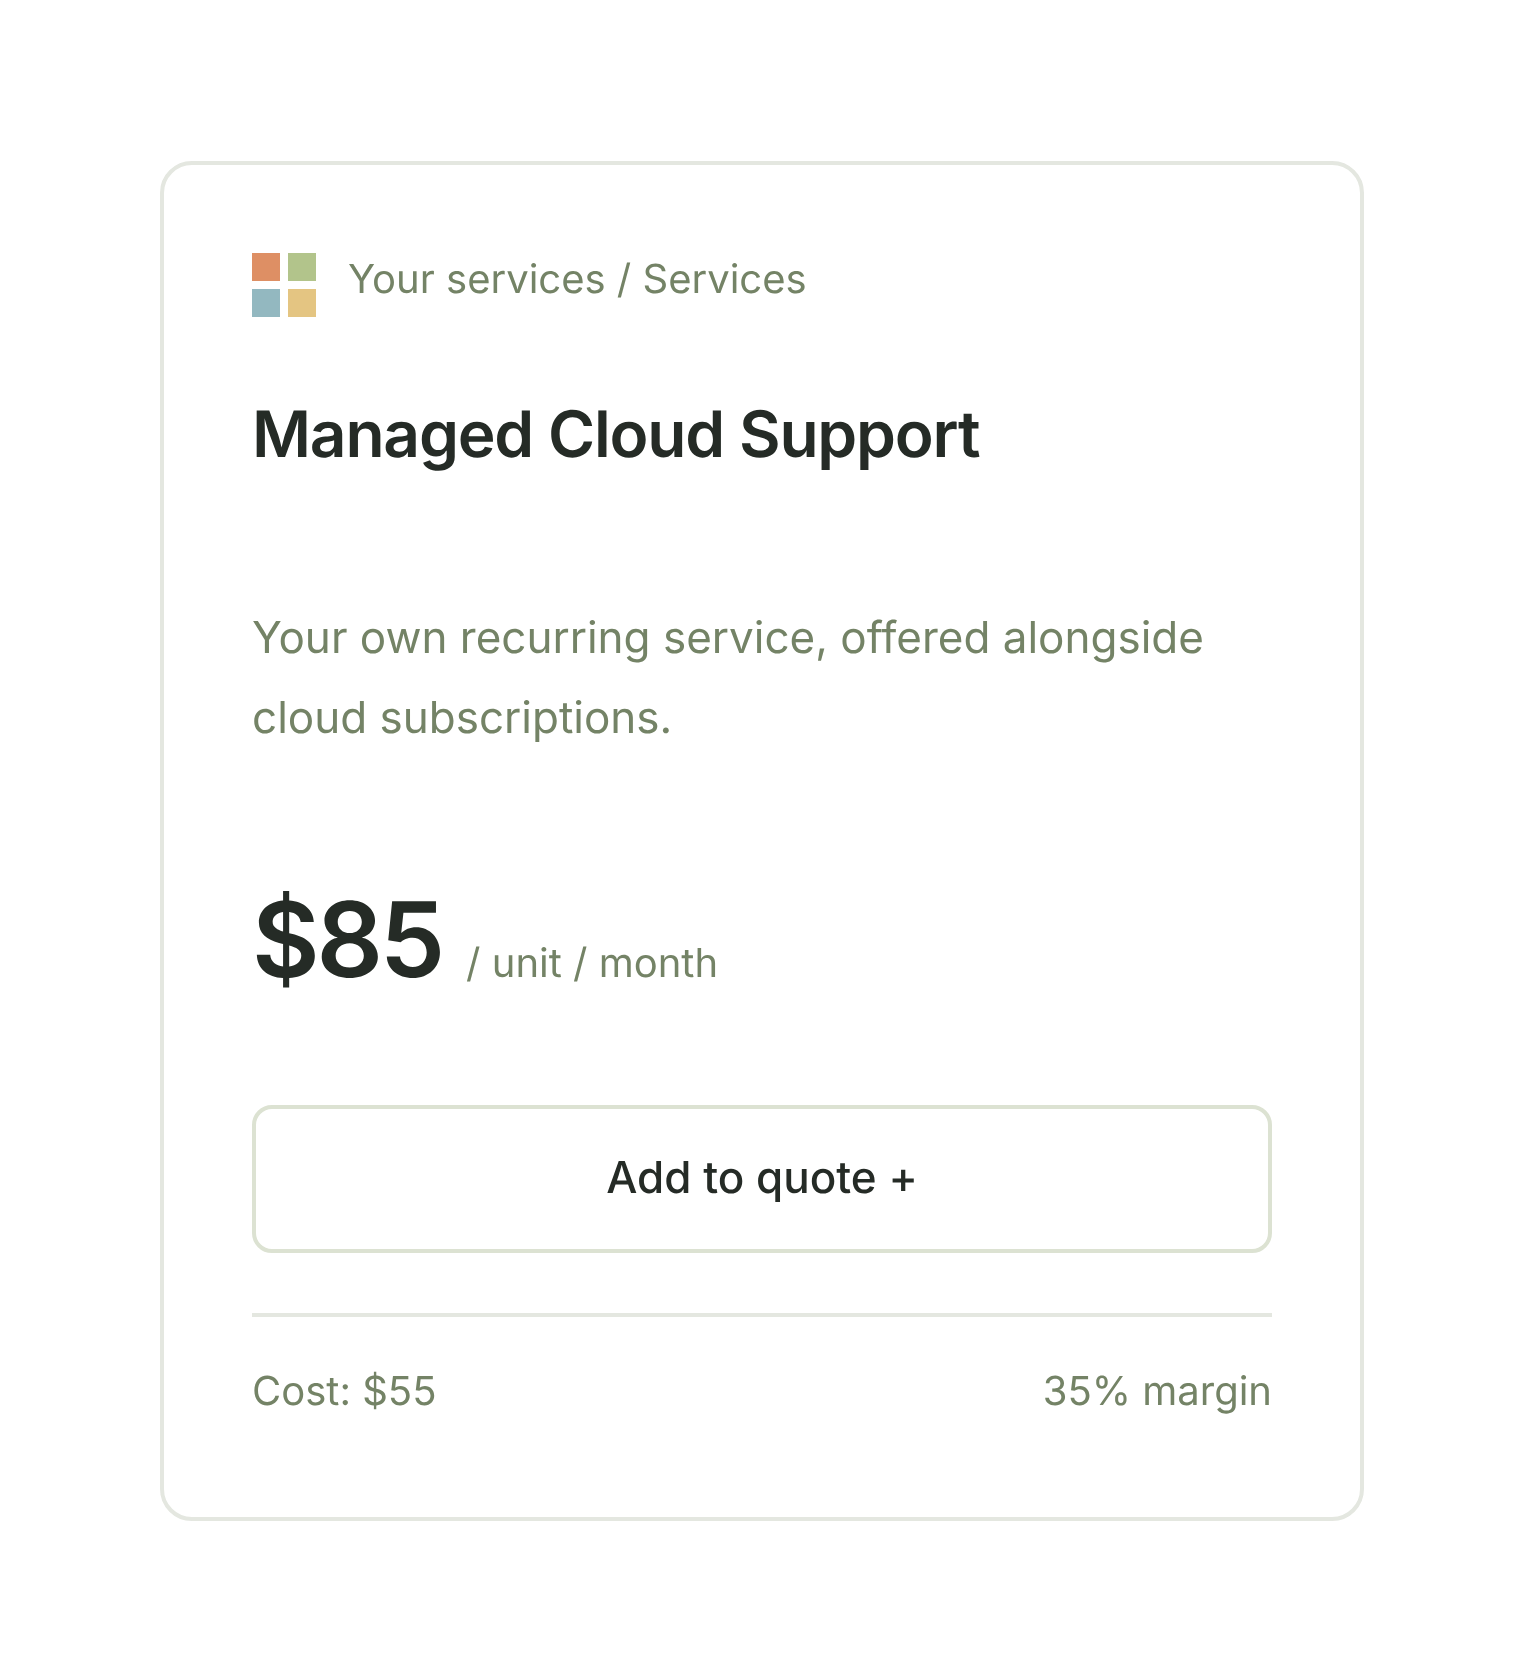 Your services / Services
Managed Cloud Support
Your own recurring service, offered alongside
cloud subscriptions.
$85 / unit / month
Add to quote +
Cost: $55
35% margin